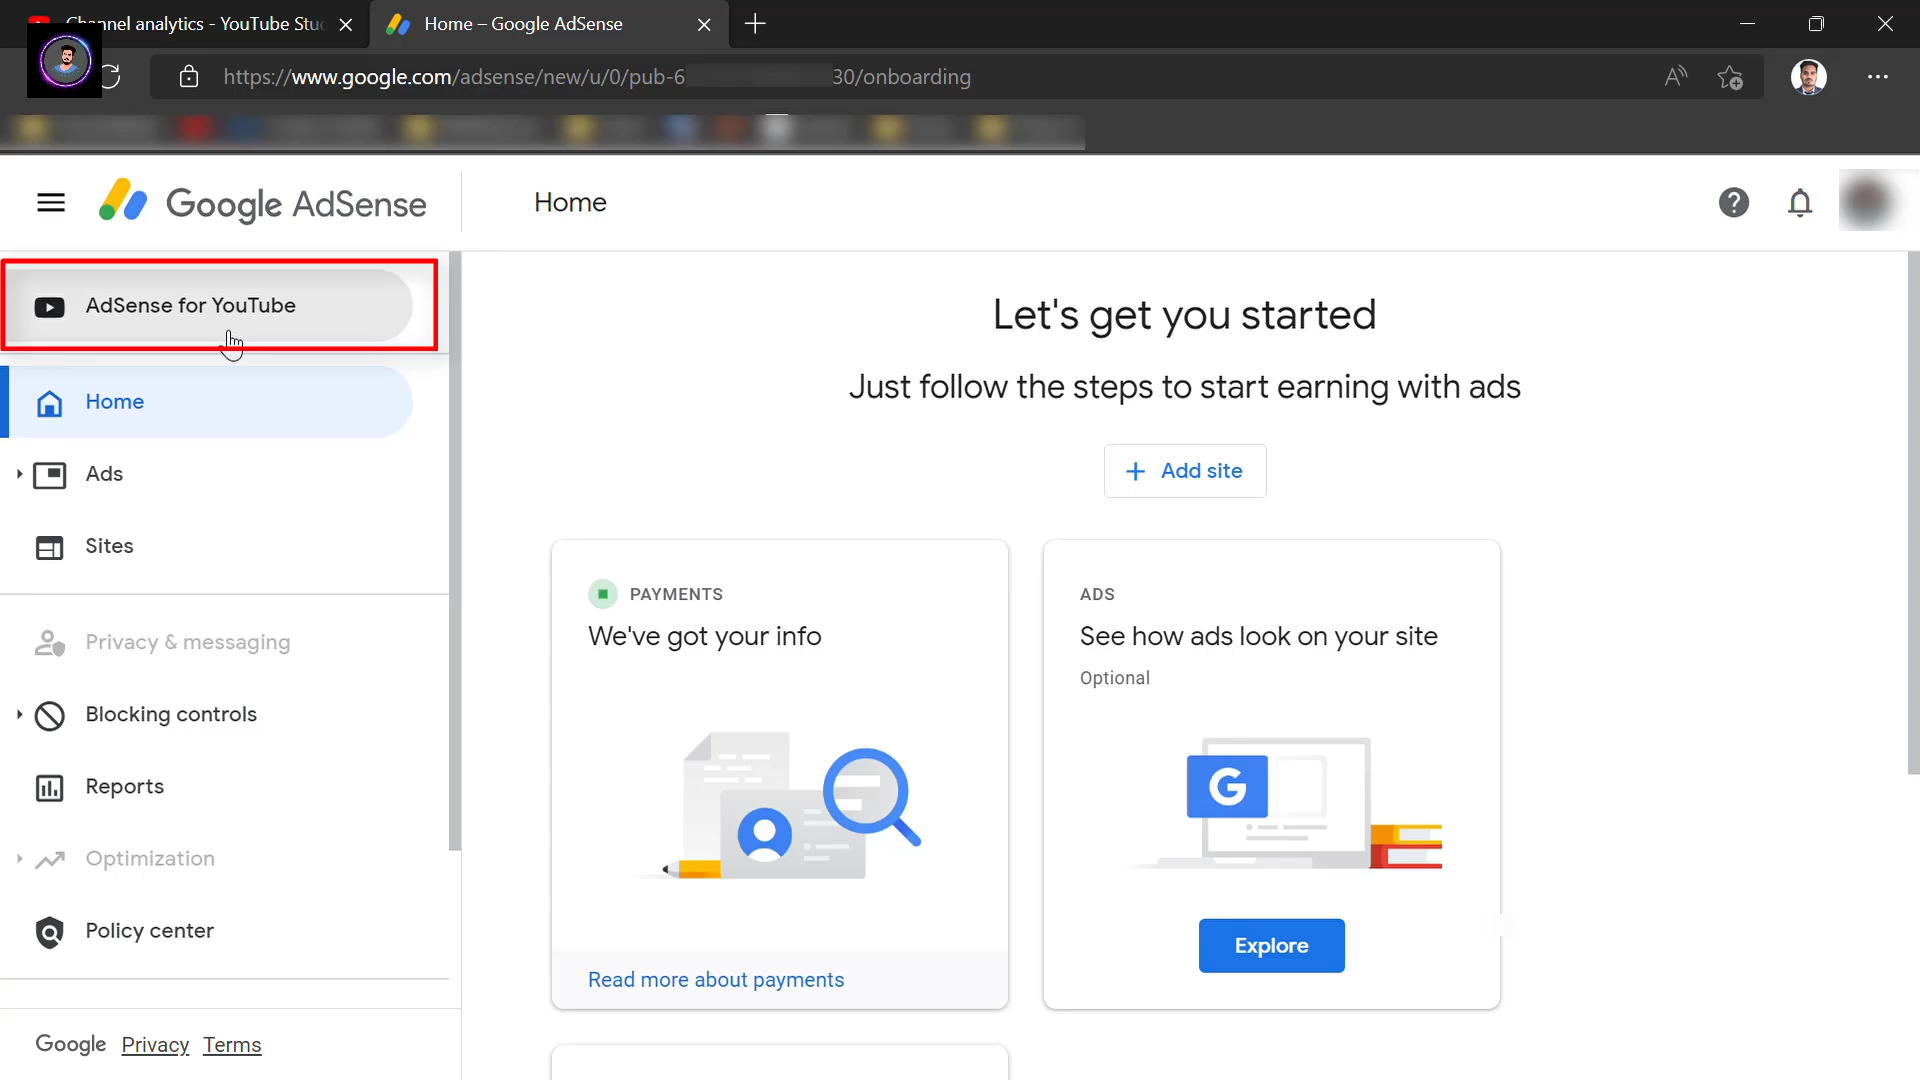 Channel analytics - YouTube Stu
Home – Google AdSense
https://www.google.com/adsense/new/u/0/pub-6 30/onboarding
Google AdSense
Home
AdSense for YouTube
Home
Ads
Sites
Privacy & messaging
Blocking controls
Reports
Optimization
Policy center
Google Privacy Terms
Let's get you started
Just follow the steps to start earning with ads
+ Add site
PAYMENTS
We've got your info
Read more about payments
ADS
See how ads look on your site
Optional
G
Explore